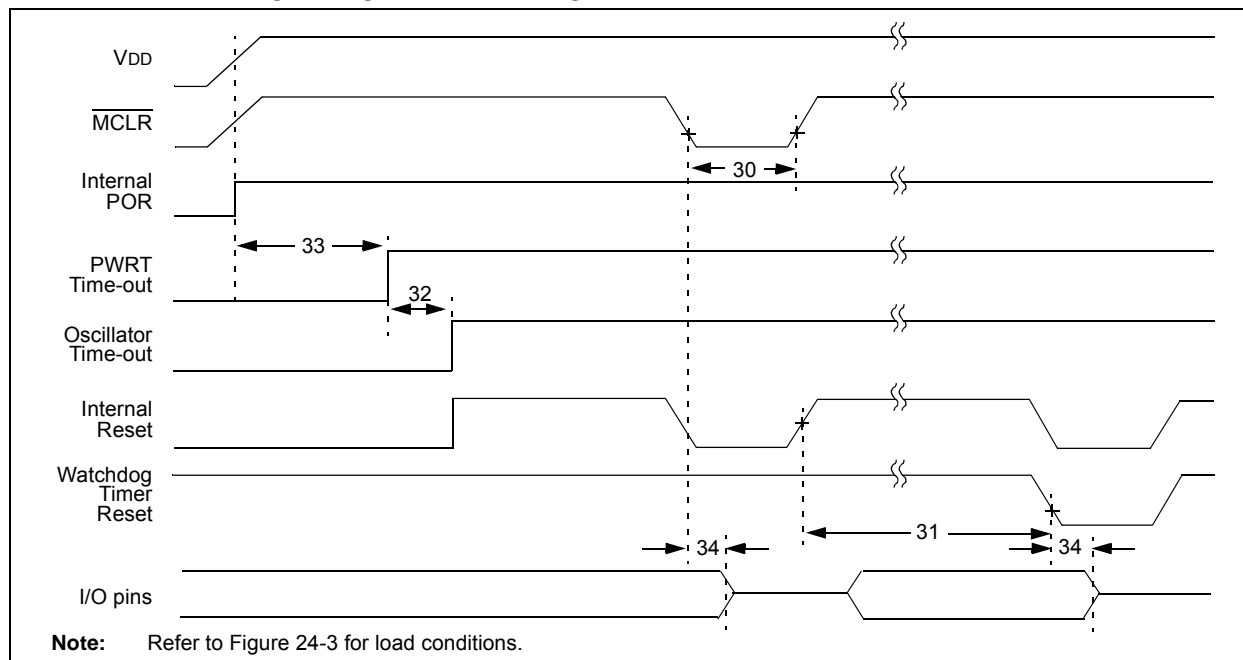 VDD
MCLR
30
Internal
POR
33
PWRT
Time-out
32
Oscillator
Time-out
Internal
Reset
Watchdog
Timer
Reset
31
34
34
I/O pins
Note: Refer to Figure 24-3 for load conditions.